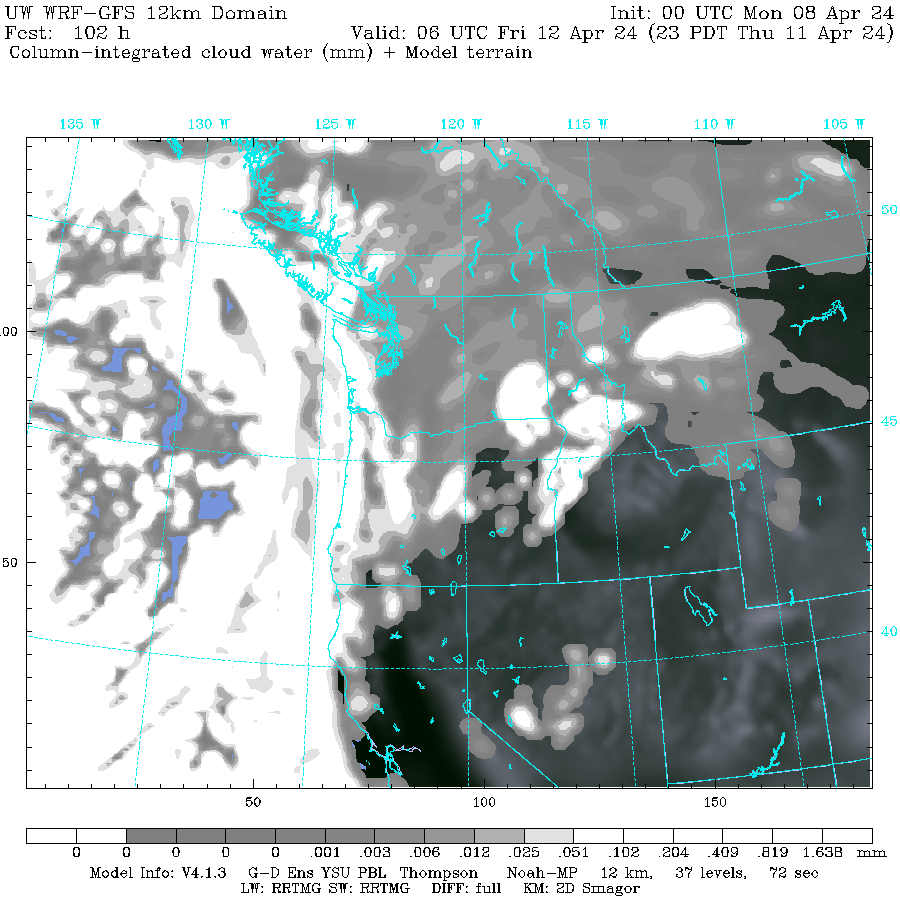 UW WRF-GFS 12km Domain Init: 00 UTC Mon 08 Apr 24
Fcst: 102 h Valid: 06 UTC Fri 12 Apr 24 (23 PDT Thu 11 Apr 24)
Column-integrated cloud water (mm) + Model terrain
135 W 130 W 125 W 120 W 115 W 110 W 105 W
50
100
45
50
40
50 100 150
0 0 0 0 .001 .003 .006 .012 .025 .051 .102 .204 .409 .819 1.638 mm
Model Info: V4.1.3 G-D Ens YSU PBL Thompson Noah-MP 12 km, 37 levels, 72 sec
LW: RRTMG SW: RRTMG DIFF: full KM: 2D Smagor